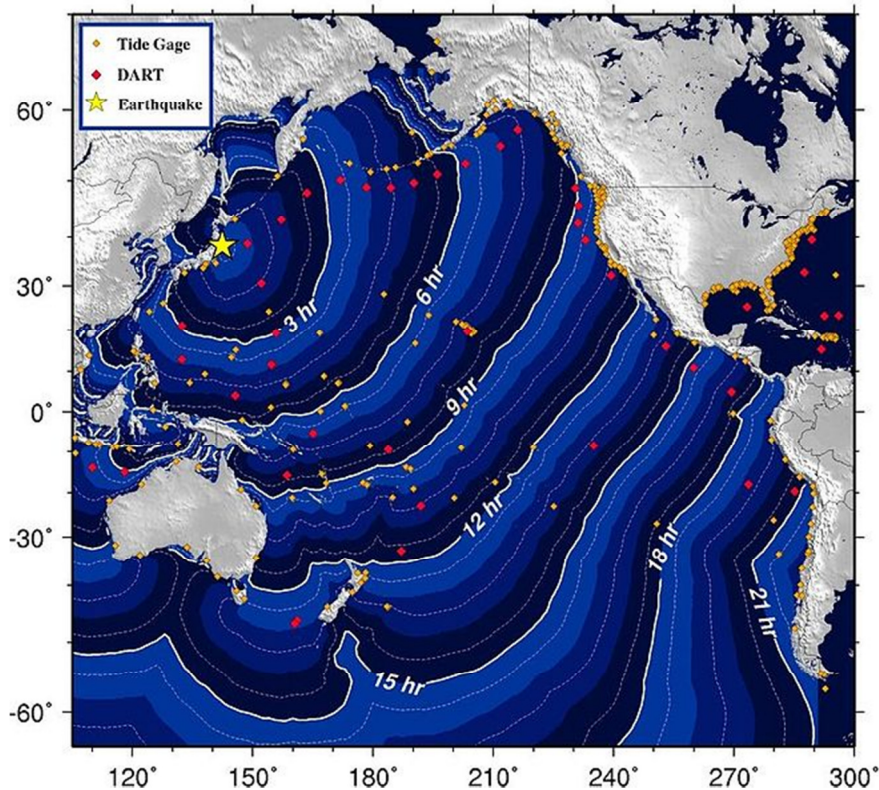 Tide Gage
DART
Earthquake
60°
30°
0°
-30°
-60°
3 hr
6 hr
9 hr
12 hr
15 hr
18 hr
21 hr
120°
150°
180°
210°
240°
270°
300°